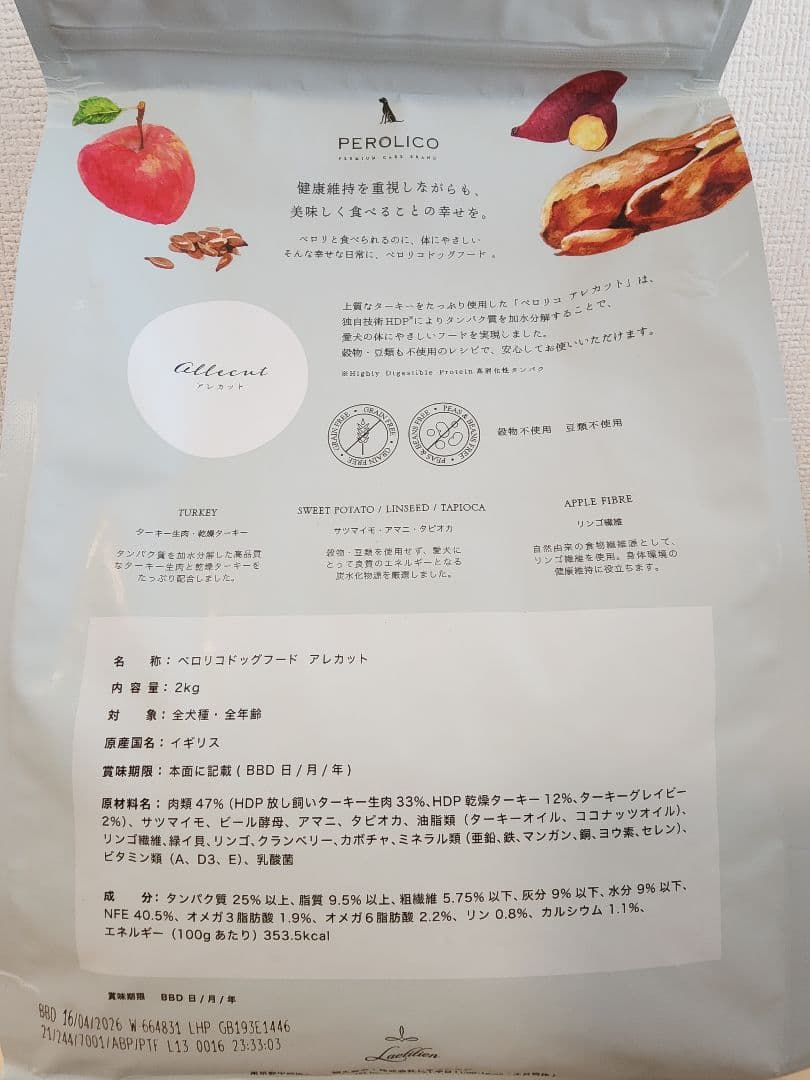 PEROLICO
PREMIUM CARE BRAND
健康維持を重視しながらも、
美味しく食べることの幸せを。
ペロリと食べられるのに、体にやさしい
そんな幸せな日常に、ペロリコドッグフード 。
上質なターキーをたっぷり使用した「ペロリコ アレカット」は、
独自技術HDP※によりタンパク質を加水分解することで、
愛犬の体にやさしいフードを実現しました。
穀物・豆類も不使用のレシピで、安心してお使いいただけます。
※Highly Digestible Protein 高消化性タンパク
allecut
アレカット
GRAIN FREE • GRAIN FREE •
PEAS & BEANS FREE • PEAS & BEANS FREE •
穀物不使用 豆類不使用
TURKEY
ターキー生肉・乾燥ターキー
タンパク質を加水分解した高品質
なターキー生肉と乾燥ターキーを
たっぷり配合しました。
SWEET POTATO / LINSEED / TAPIOCA
サツマイモ・アマニ・タピオカ
穀物・豆類を使用せず、愛犬に
とって良質のエネルギーとなる
炭水化物源を厳選しました。
APPLE FIBRE
リンゴ繊維
自然由来の食物繊維源として、
リンゴ繊維を使用。身体環境の
健康維持に役立ちます。
名 称：ペロリコドッグフード アレカット
内 容 量：2kg
対 象：全犬種・全年齢
原産国名：イギリス
賞味期限：本面に記載 ( BBD 日 / 月 / 年 )
原材料名：肉類 47%（HDP 放し飼いターキー生肉 33%、HDP 乾燥ターキー 12%、ターキーグレイビー
2%）、サツマイモ、ビール酵母、アマニ、タピオカ、油脂類（ターキーオイル、ココナッツオイル）、
リンゴ繊維、緑イ貝、リンゴ、クランベリー、カボチャ、ミネラル類（亜鉛、鉄、マンガン、銅、ヨウ素、セレン）、
ビタミン類（A、D3、E）、乳酸菌
成 分：タンパク質 25% 以上、脂質 9.5% 以上、粗繊維 5.75% 以下、灰分 9% 以下、水分 9% 以下、
NFE 40.5%、オメガ 3 脂肪酸 1.9%、オメガ 6 脂肪酸 2.2%、リン 0.8%、カルシウム 1.1%、
エネルギー（100g あたり）353.5kcal
賞味期限 BBD 日 / 月 / 年
BBD 16/04/2026 W 664831 LHP GB193E1446
21/244/7001/ABP/PTF L13 0016 23:33:03
Laelilien